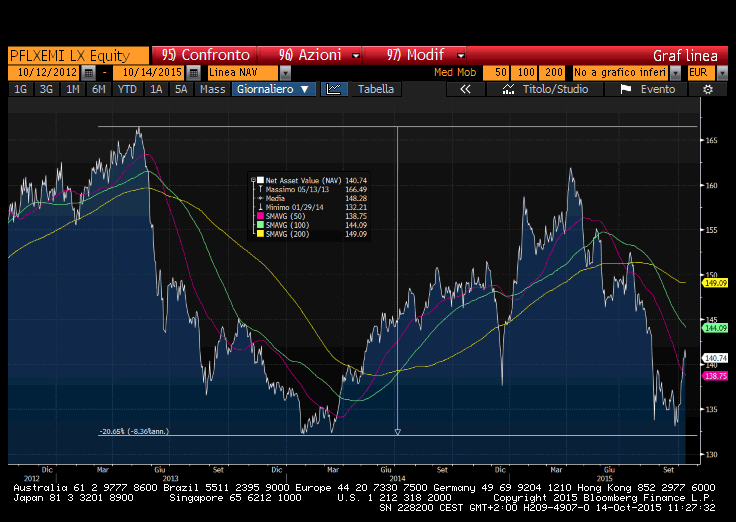 PFLXEMI LX Equity 95) Confronto 96) Azioni 97) Modif Graf linea
10/12/2012 - 10/14/2015 Linea NAV Med Mob 50 100 200 No a grafico inferi EUR
1G 3G 1M 6M YTD 1A 5A Mass Giornaliero ▼ Tabella << Titolo/Studio Evento
165
Net Asset Value (NAV) 140.74
Massimo 05/13/13 166.49
Media 148.28
Minimo 01/29/14 132.21
SMAVG (50) 138.75
SMAVG (100) 144.09
SMAVG (200) 149.09
160
155
150
149.09
145
144.09
140.74
140
138.75
135
-20.65% (-8.36%ann.)
130
Dic Mar Giu Set Dic Mar Giu Set Dic Mar Giu Set
2012 2013 2014 2015
Australia 61 2 9777 8600 Brazil 5511 2395 9000 Europe 44 20 7330 7500 Germany 49 69 9204 1210 Hong Kong 852 2977 6000
Japan 81 3 3201 8900 Singapore 65 6212 1000 U.S. 1 212 318 2000 Copyright 2015 Bloomberg Finance L.P.
SN 228200 CEST GMT+2:00 H209-4907-0 14-Oct-2015 11:27:32